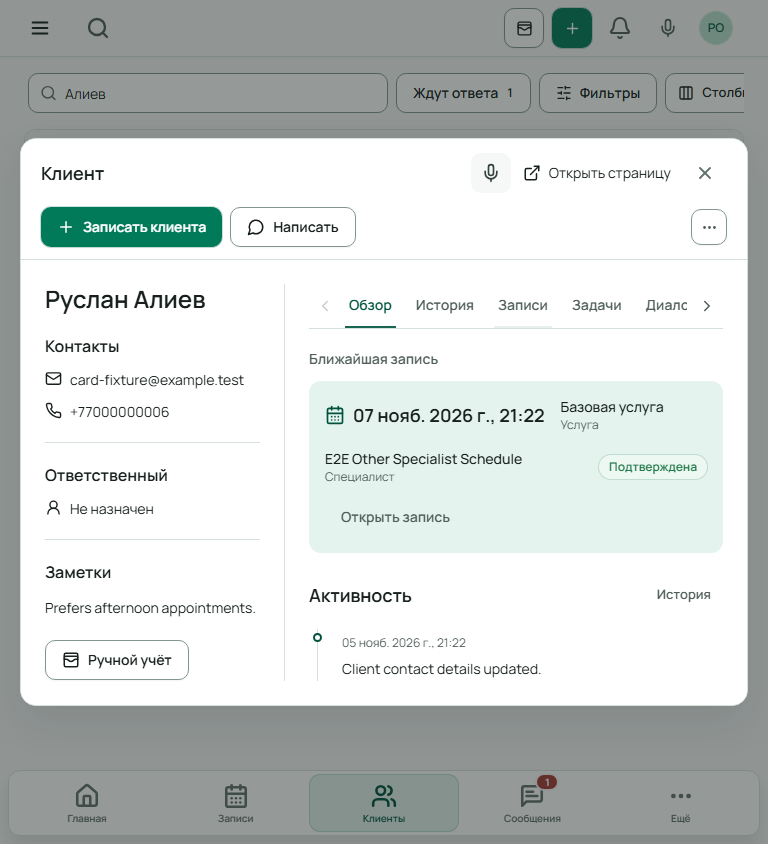 РО
Алиев
Ждут ответа 1
Фильтры
Столб
Клиент
Открыть страницу
Записать клиента
Написать
Руслан Алиев
Контакты
card-fixture@example.test
+77000000006
Ответственный
Не назначен
Заметки
Prefers afternoon appointments.
Ручной учёт
Обзор
История
Записи
Задачи
Диалс
Ближайшая запись
07 нояб. 2026 г., 21:22
Базовая услуга
Услуга
E2E Other Specialist Schedule
Специалист
Подтверждена
Открыть запись
Активность
История
05 нояб. 2026 г., 21:22
Client contact details updated.
Главная
Записи
Клиенты
1
Сообщения
Ещё